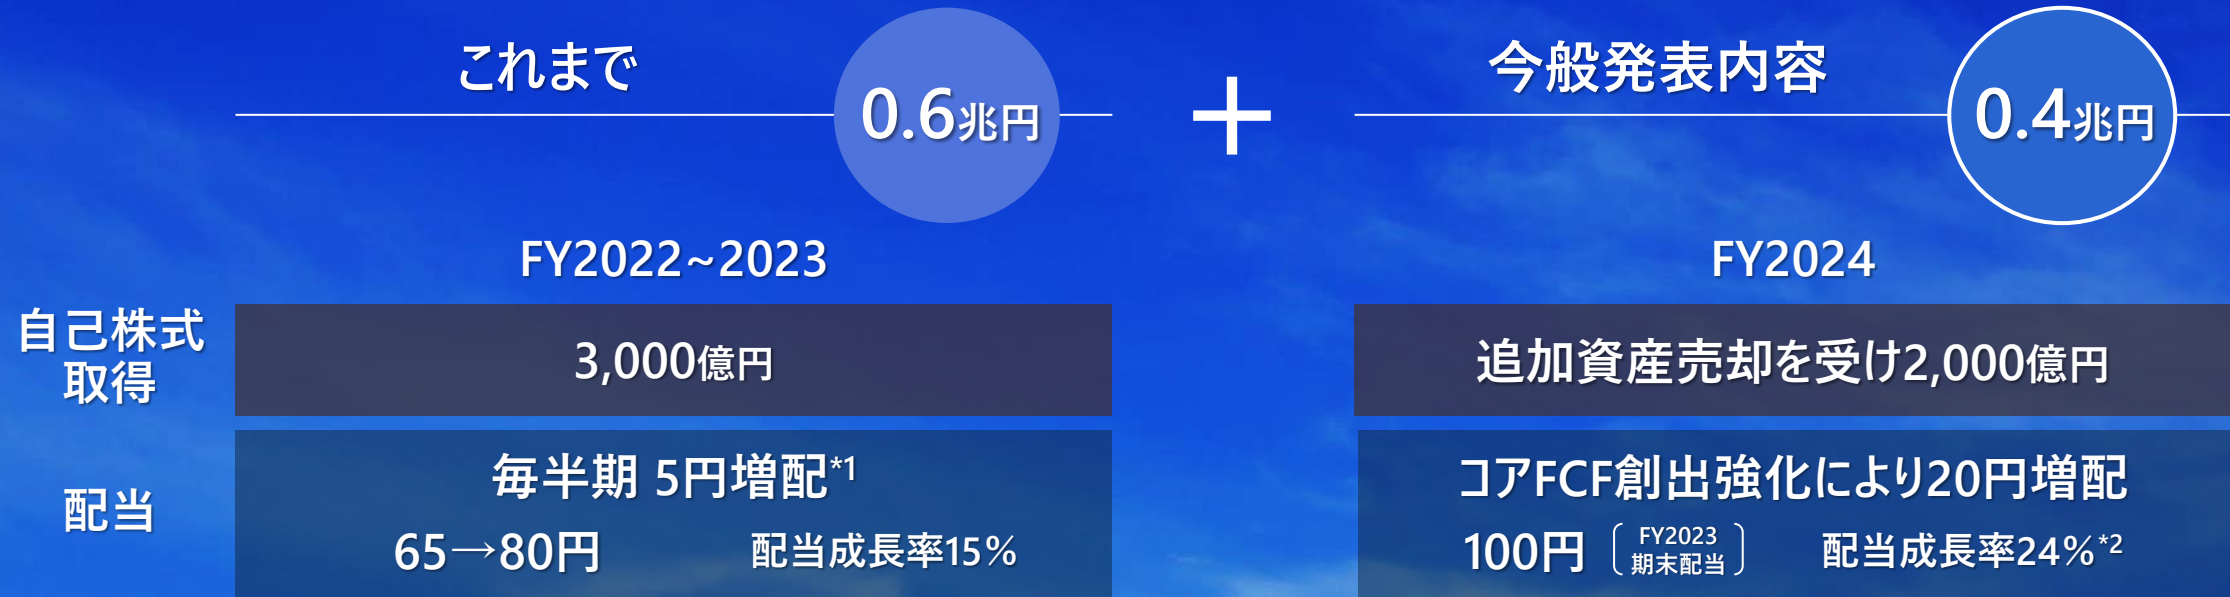 これまで
0.6兆円
+
今般発表内容
0.4兆円
FY2022~2023
FY2024
自己株式
取得
3,000億円
追加資産売却を受け2,000億円
配当
毎半期 5円増配*1
65→80円
配当成長率15%
コアFCF創出強化により20円増配
100円
FY2023
期末配当
配当成長率24%*2